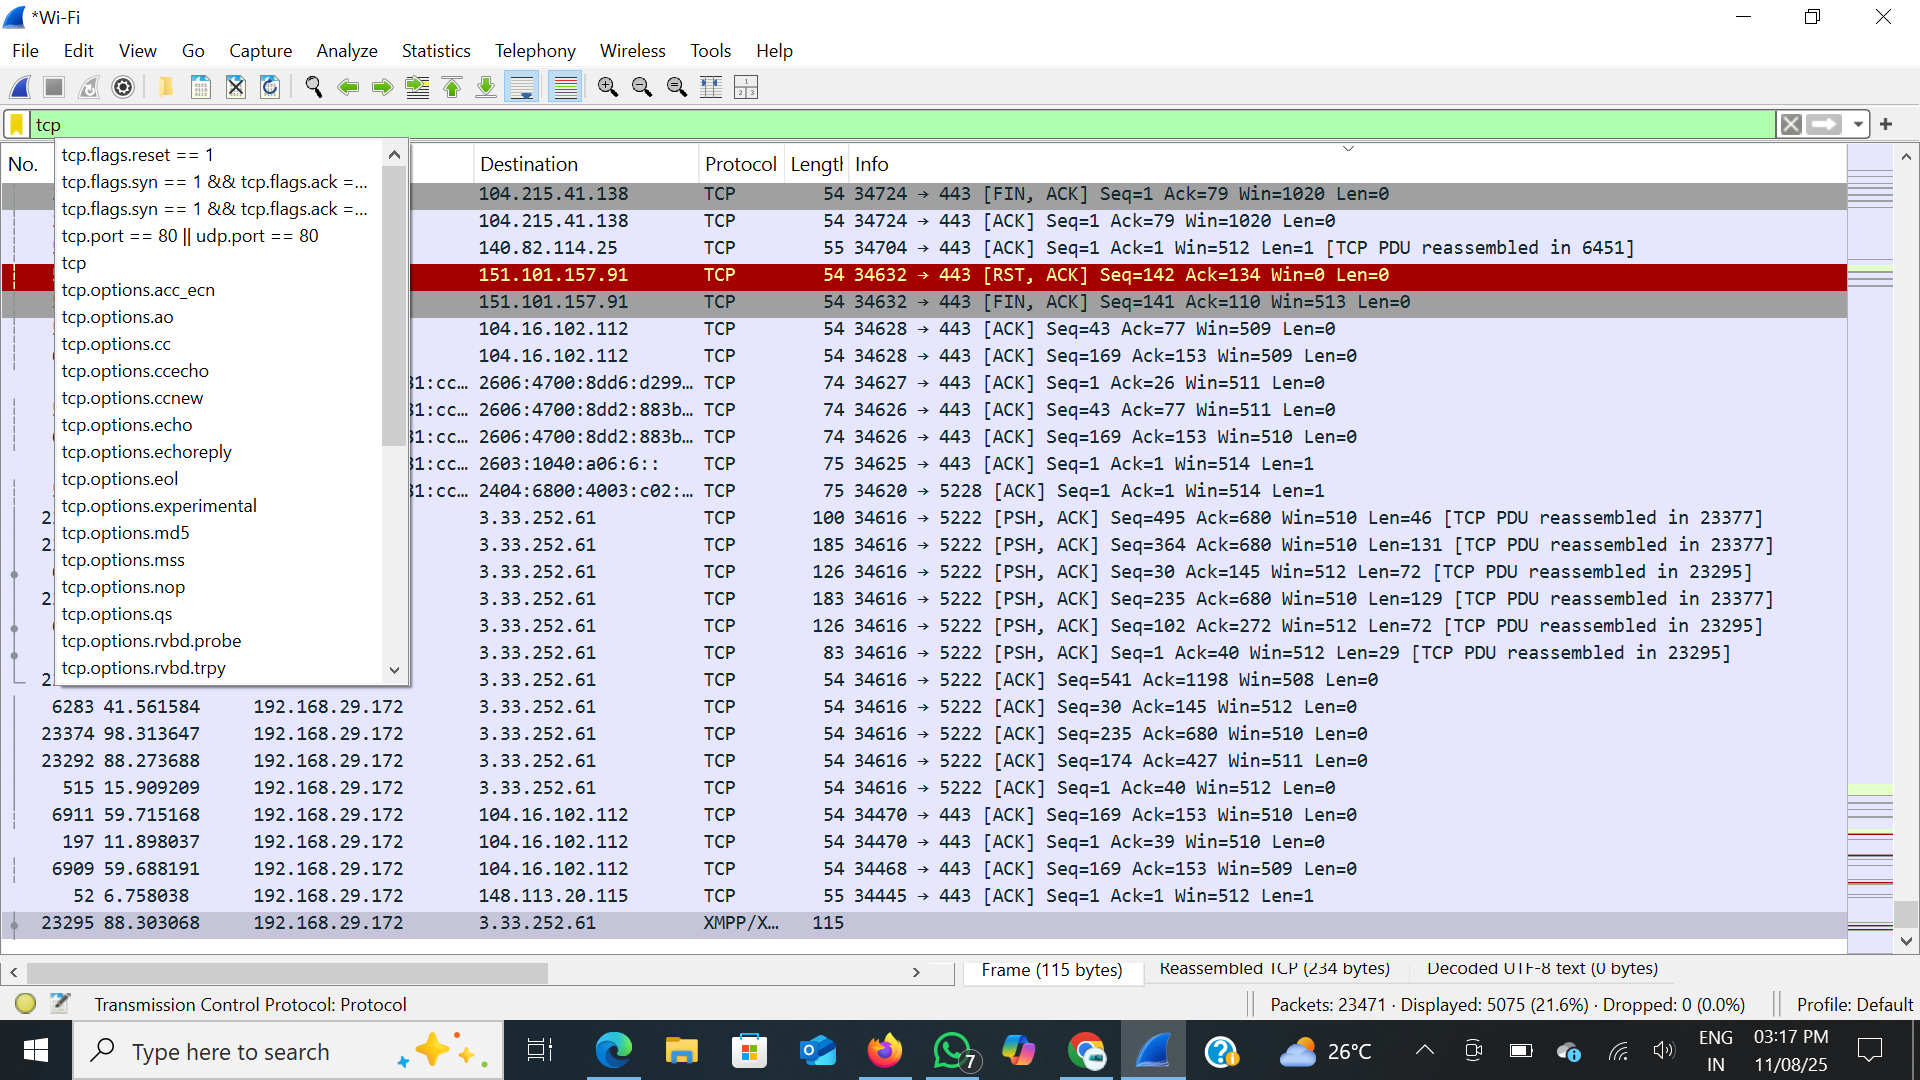 *Wi-Fi
File Edit View Go Capture Analyze Statistics Telephony Wireless Tools Help
tcp
No. Destination Protocol Length Info
tcp.flags.reset == 1
tcp.flags.syn == 1 && tcp.flags.ack =...
tcp.flags.syn == 1 && tcp.flags.ack =...
tcp.port == 80 || udp.port == 80
tcp
tcp.options.acc_ecn
tcp.options.ao
tcp.options.cc
tcp.options.ccecho
tcp.options.ccnew
tcp.options.echo
tcp.options.echoreply
tcp.options.eol
tcp.options.experimental
tcp.options.md5
tcp.options.mss
tcp.options.nop
tcp.options.qs
tcp.options.rvbd.probe
tcp.options.rvbd.trpy
104.215.41.138 TCP 54 34724 → 443 [FIN, ACK] Seq=1 Ack=79 Win=1020 Len=0
104.215.41.138 TCP 54 34724 → 443 [ACK] Seq=1 Ack=79 Win=1020 Len=0
140.82.114.25 TCP 55 34704 → 443 [ACK] Seq=1 Ack=1 Win=512 Len=1 [TCP PDU reassembled in 6451]
151.101.157.91 TCP 54 34632 → 443 [RST, ACK] Seq=142 Ack=134 Win=0 Len=0
151.101.157.91 TCP 54 34632 → 443 [FIN, ACK] Seq=141 Ack=110 Win=513 Len=0
104.16.102.112 TCP 54 34628 → 443 [ACK] Seq=43 Ack=77 Win=509 Len=0
104.16.102.112 TCP 54 34628 → 443 [ACK] Seq=169 Ack=153 Win=509 Len=0
31:cc... 2606:4700:8dd6:d299... TCP 74 34627 → 443 [ACK] Seq=1 Ack=26 Win=511 Len=0
31:cc... 2606:4700:8dd2:883b... TCP 74 34626 → 443 [ACK] Seq=43 Ack=77 Win=511 Len=0
31:cc... 2606:4700:8dd2:883b... TCP 74 34626 → 443 [ACK] Seq=169 Ack=153 Win=510 Len=0
31:cc... 2603:1040:a06:6:: TCP 75 34625 → 443 [ACK] Seq=1 Ack=1 Win=514 Len=1
31:cc... 2404:6800:4003:c02:... TCP 75 34620 → 5228 [ACK] Seq=1 Ack=1 Win=514 Len=1
3.33.252.61 TCP 100 34616 → 5222 [PSH, ACK] Seq=495 Ack=680 Win=510 Len=46 [TCP PDU reassembled in 23377]
3.33.252.61 TCP 185 34616 → 5222 [PSH, ACK] Seq=364 Ack=680 Win=510 Len=131 [TCP PDU reassembled in 23377]
3.33.252.61 TCP 126 34616 → 5222 [PSH, ACK] Seq=30 Ack=145 Win=512 Len=72 [TCP PDU reassembled in 23295]
3.33.252.61 TCP 183 34616 → 5222 [PSH, ACK] Seq=235 Ack=680 Win=510 Len=129 [TCP PDU reassembled in 23377]
3.33.252.61 TCP 126 34616 → 5222 [PSH, ACK] Seq=102 Ack=272 Win=512 Len=72 [TCP PDU reassembled in 23295]
3.33.252.61 TCP 83 34616 → 5222 [PSH, ACK] Seq=1 Ack=40 Win=512 Len=29 [TCP PDU reassembled in 23295]
3.33.252.61 TCP 54 34616 → 5222 [ACK] Seq=541 Ack=1198 Win=508 Len=0
6283 41.561584 192.168.29.172 3.33.252.61 TCP 54 34616 → 5222 [ACK] Seq=30 Ack=145 Win=512 Len=0
23374 98.313647 192.168.29.172 3.33.252.61 TCP 54 34616 → 5222 [ACK] Seq=235 Ack=680 Win=510 Len=0
23292 88.273688 192.168.29.172 3.33.252.61 TCP 54 34616 → 5222 [ACK] Seq=174 Ack=427 Win=511 Len=0
515 15.909209 192.168.29.172 3.33.252.61 TCP 54 34616 → 5222 [ACK] Seq=1 Ack=40 Win=512 Len=0
6911 59.715168 192.168.29.172 104.16.102.112 TCP 54 34470 → 443 [ACK] Seq=169 Ack=153 Win=510 Len=0
197 11.898037 192.168.29.172 104.16.102.112 TCP 54 34470 → 443 [ACK] Seq=1 Ack=39 Win=510 Len=0
6909 59.688191 192.168.29.172 104.16.102.112 TCP 54 34468 → 443 [ACK] Seq=169 Ack=153 Win=509 Len=0
52 6.758038 192.168.29.172 148.113.20.115 TCP 55 34445 → 443 [ACK] Seq=1 Ack=1 Win=512 Len=1
23295 88.303068 192.168.29.172 3.33.252.61 XMPP/X... 115
Frame (115 bytes) Reassembled TCP (234 bytes) Decoded UTF-8 text (0 bytes)
Transmission Control Protocol: Protocol Packets: 23471 · Displayed: 5075 (21.6%) · Dropped: 0 (0.0%) Profile: Default
Type here to search 7 26°C ENG IN 03:17 PM 11/08/25